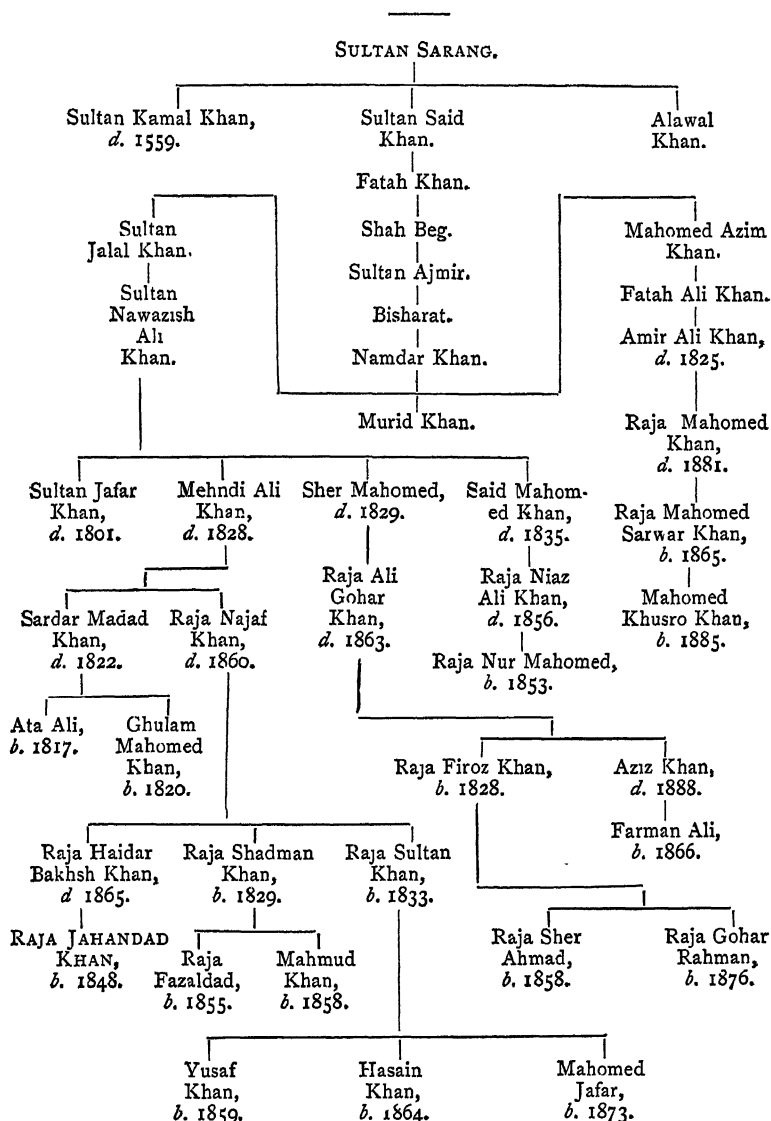 SULTAN SARANG.
Sultan Kamal Khan,
d. 1559.
Sultan Said
Khan.
Alawal
Khan.
Fatah Khan.
Sultan
Jalal Khan.
Shah Beg.
Mahomed Azim
Khan.
Sultan Ajmir.
Sultan
Nawazish
Ali
Khan.
Bisharat.
Fatah Ali Khan.
Namdar Khan.
Amir Ali Khan,
d. 1825.
Murid Khan.
Raja Mahomed
Khan,
d. 1881.
Sultan Jafar
Khan,
d. 1801.
Mehndi Ali
Khan,
d. 1828.
Sher Mahomed,
d. 1829.
Said Mahom-
ed Khan,
d. 1835.
Raja Mahomed
Sarwar Khan,
b. 1865.
Sardar Madad
Khan,
d. 1822.
Raja Najaf
Khan,
d. 1860.
Raja Ali
Gohar
Khan,
d. 1863.
Raja Niaz
Ali Khan,
d. 1856.
Mahomed
Khusro Khan,
b. 1885.
Raja Nur Mahomed,
b. 1853.
Ata Ali,
b. 1817.
Ghulam
Mahomed
Khan,
b. 1820.
Raja Firoz Khan,
b. 1828.
Aziz Khan,
d. 1888.
Farman Ali,
b. 1866.
Raja Haidar
Bakhsh Khan,
d 1865.
Raja Shadman
Khan,
b. 1829.
Raja Sultan
Khan,
b. 1833.
RAJA JAHANDAD
KHAN,
b. 1848.
Raja
Fazaldad,
b. 1855.
Mahmud
Khan,
b. 1858.
Raja Sher
Ahmad,
b. 1858.
Raja Gohar
Rahman,
b. 1876.
Yusaf
Khan,
b. 1859.
Hasain
Khan,
b. 1864.
Mahomed
Jafar,
b. 1873.